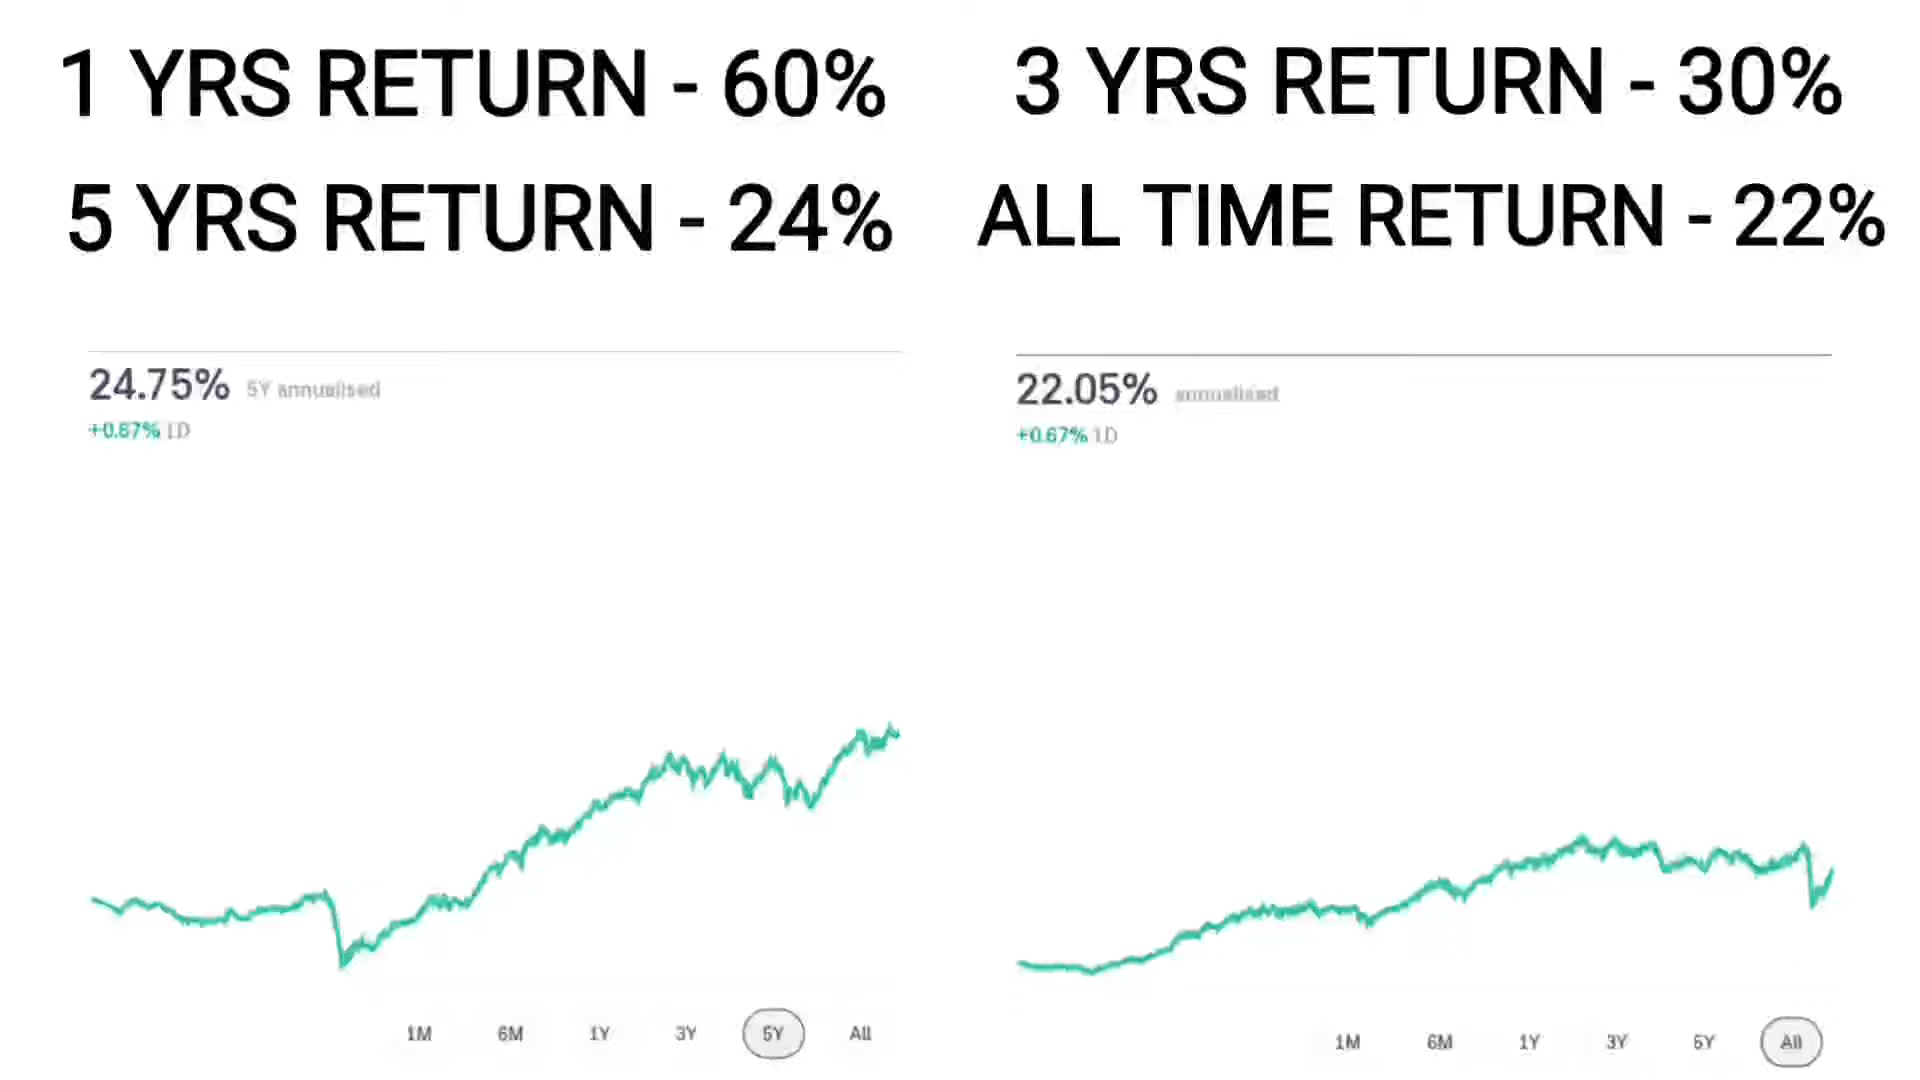 1 YRS RETURN - 60%
3 YRS RETURN - 30%
5 YRS RETURN - 24%
ALL TIME RETURN - 22%
24.75% 5Y annualised
+0.67% 1D
22.05% annualised
+0.67% 1D
1M 6M 1Y 3Y 5Y All
1M 6M 1Y 3Y 5Y All